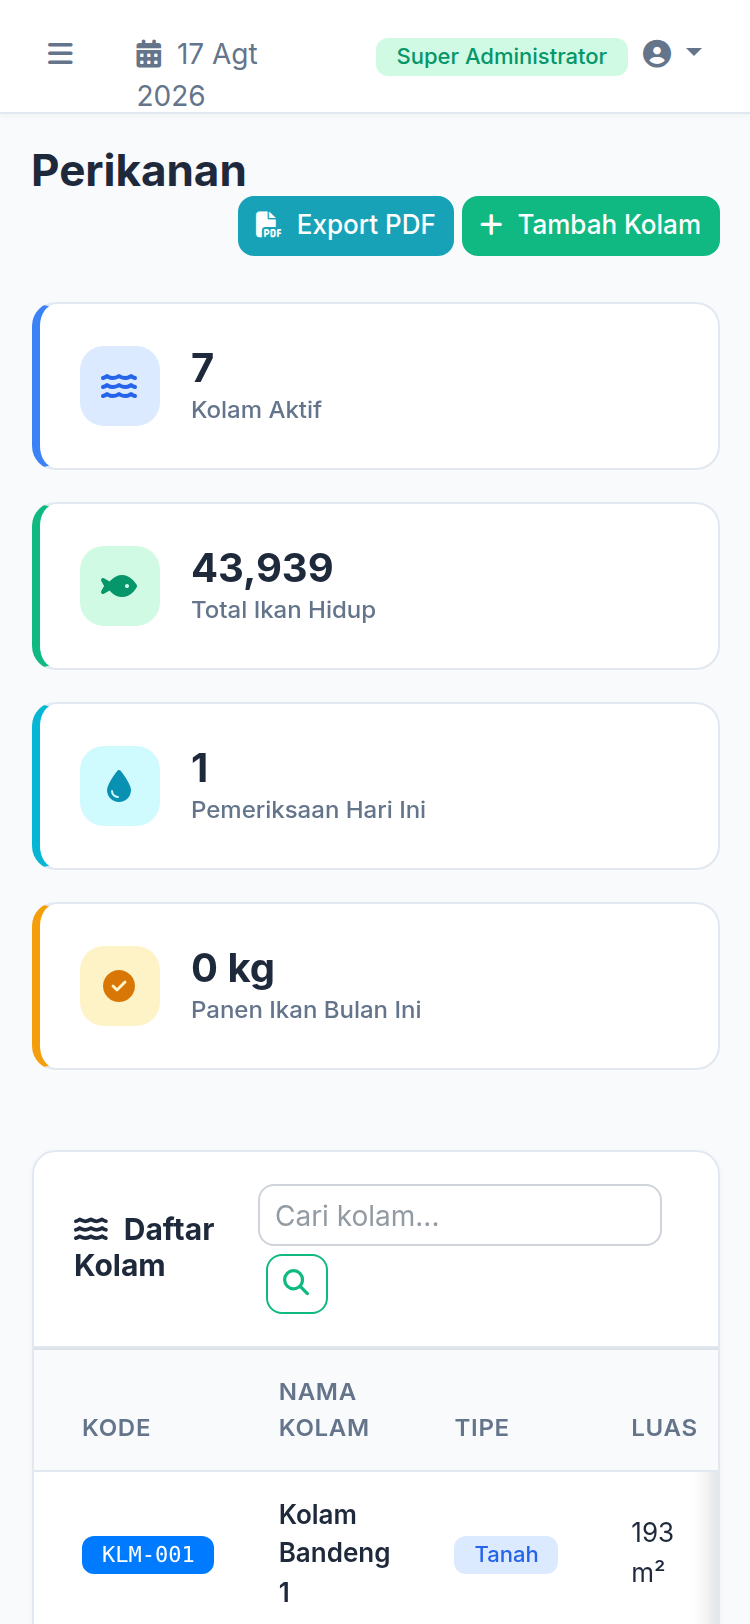 17 Agt
2026
Super Administrator
Perikanan
PDF Export PDF
Tambah Kolam
7
Kolam Aktif
43,939
Total Ikan Hidup
1
Pemeriksaan Hari Ini
0 kg
Panen Ikan Bulan Ini
Daftar
Kolam
Cari kolam...
KODE
NAMA
KOLAM
TIPE
LUAS
KLM-001
Kolam
Bandeng
1
Tanah
193
m²